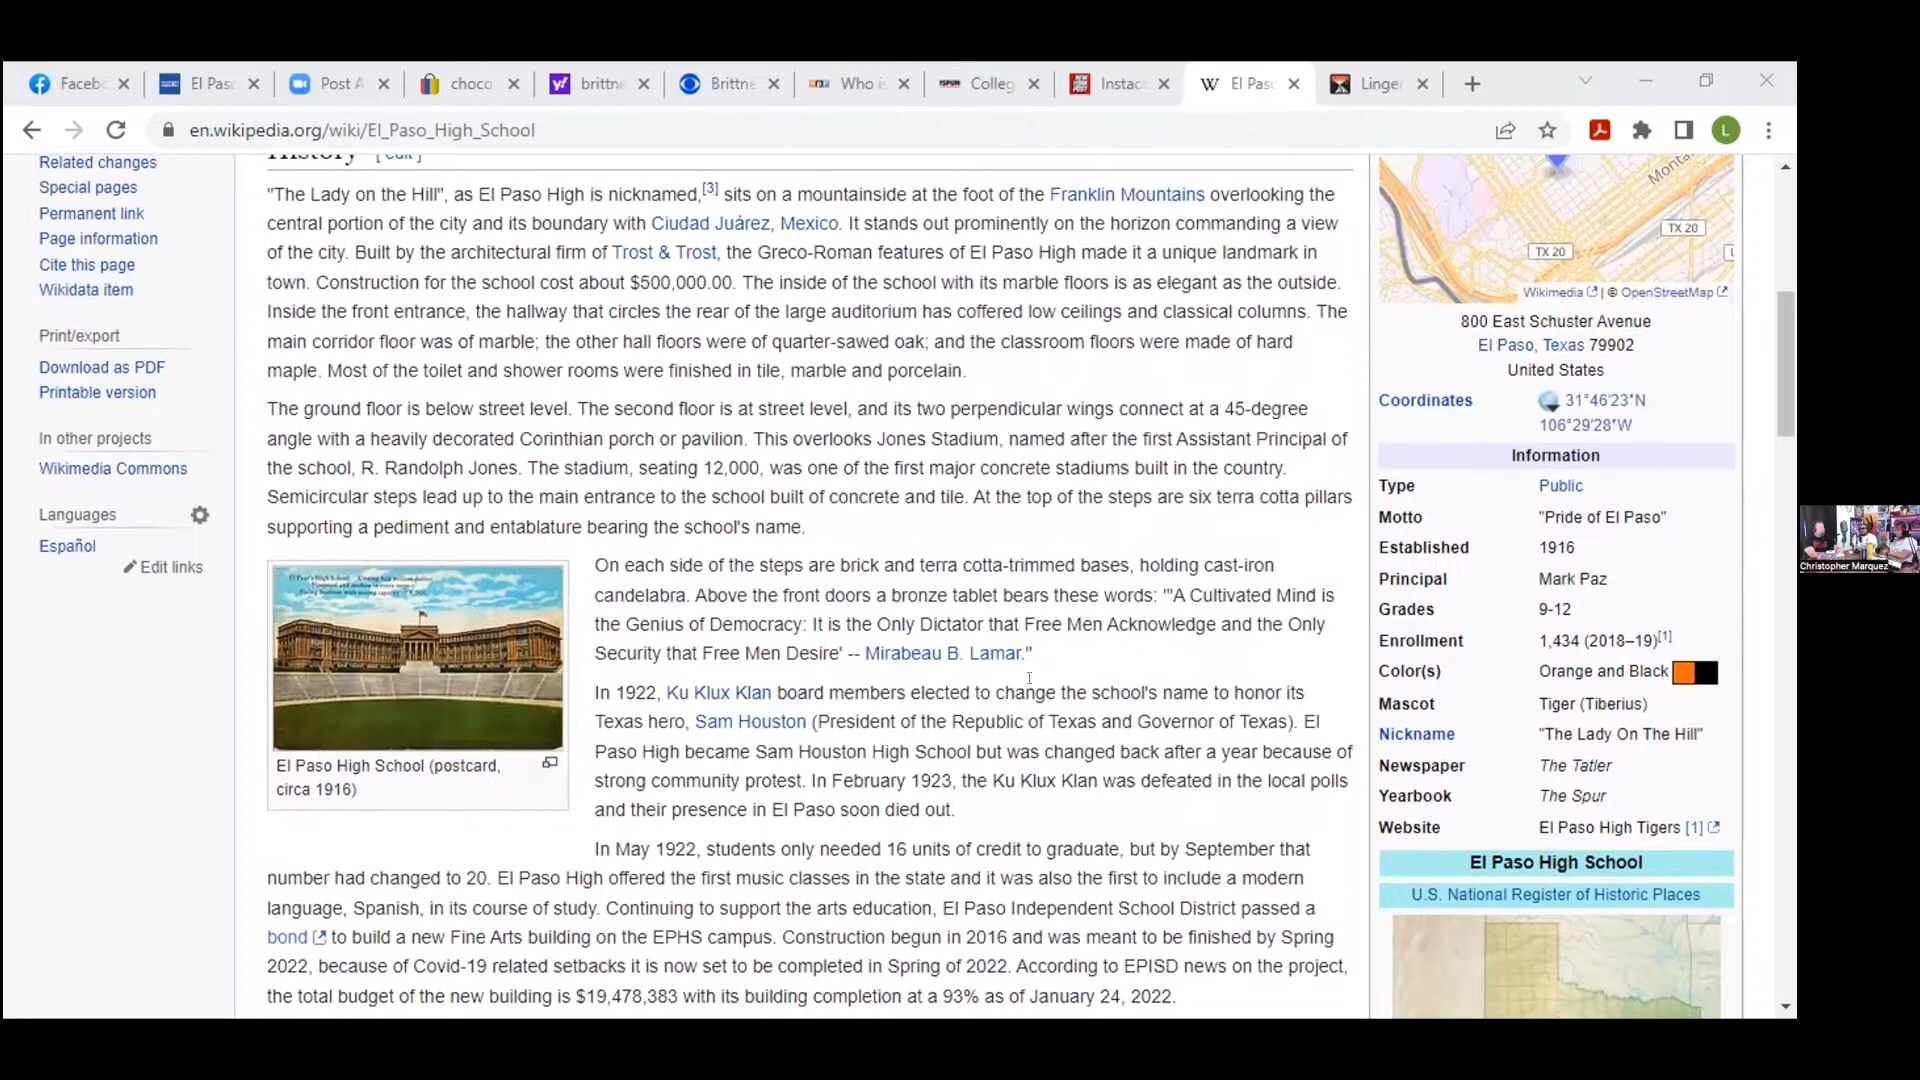 Faceb
El Pasc
Post A
choco
brittne
Brittne
Who i
Colleg
Instac
El Pasc
Linger
en.wikipedia.org/wiki/El_Paso_High_School
L
Related changes
Special pages
Permanent link
Page information
Cite this page
Wikidata item
Print/export
Download as PDF
Printable version
In other projects
Wikimedia Commons
Languages
Español
Edit links
History [ edit ]
"The Lady on the Hill", as El Paso High is nicknamed,[3] sits on a mountainside at the foot of the Franklin Mountains overlooking the
central portion of the city and its boundary with Ciudad Juárez, Mexico. It stands out prominently on the horizon commanding a view
of the city. Built by the architectural firm of Trost & Trost, the Greco-Roman features of El Paso High made it a unique landmark in
town. Construction for the school cost about $500,000.00. The inside of the school with its marble floors is as elegant as the outside.
Inside the front entrance, the hallway that circles the rear of the large auditorium has coffered low ceilings and classical columns. The
main corridor floor was of marble; the other hall floors were of quarter-sawed oak; and the classroom floors were made of hard
maple. Most of the toilet and shower rooms were finished in tile, marble and porcelain.
The ground floor is below street level. The second floor is at street level, and its two perpendicular wings connect at a 45-degree
angle with a heavily decorated Corinthian porch or pavilion. This overlooks Jones Stadium, named after the first Assistant Principal of
the school, R. Randolph Jones. The stadium, seating 12,000, was one of the first major concrete stadiums built in the country.
Semicircular steps lead up to the main entrance to the school built of concrete and tile. At the top of the steps are six terra cotta pillars
supporting a pediment and entablature bearing the school's name.
El Paso High School (postcard,
circa 1916)
On each side of the steps are brick and terra cotta-trimmed bases, holding cast-iron
candelabra. Above the front doors a bronze tablet bears these words: "'A Cultivated Mind is
the Genius of Democracy: It is the Only Dictator that Free Men Acknowledge and the Only
Security that Free Men Desire' -- Mirabeau B. Lamar."
In 1922, Ku Klux Klan board members elected to change the school's name to honor its
Texas hero, Sam Houston (President of the Republic of Texas and Governor of Texas). El
Paso High became Sam Houston High School but was changed back after a year because of
strong community protest. In February 1923, the Ku Klux Klan was defeated in the local polls
and their presence in El Paso soon died out.
In May 1922, students only needed 16 units of credit to graduate, but by September that
number had changed to 20. El Paso High offered the first music classes in the state and it was also the first to include a modern
language, Spanish, in its course of study. Continuing to support the arts education, El Paso Independent School District passed a
bond to build a new Fine Arts building on the EPHS campus. Construction begun in 2016 and was meant to be finished by Spring
2022, because of Covid-19 related setbacks it is now set to be completed in Spring of 2022. According to EPISD news on the project,
the total budget of the new building is $19,478,383 with its building completion at a 93% as of January 24, 2022.
Monta
TX 20
TX 20
Wikimedia | © OpenStreetMap
800 East Schuster Avenue
El Paso, Texas 79902
United States
Coordinates 31°46′23″N
106°29′28″W
Information
Type Public
Motto "Pride of El Paso"
Established 1916
Principal Mark Paz
Grades 9-12
Enrollment 1,434 (2018–19)[1]
Color(s) Orange and Black
Mascot Tiger (Tiberius)
Nickname "The Lady On The Hill"
Newspaper The Tatler
Yearbook The Spur
Website El Paso High Tigers [1]
El Paso High School
U.S. National Register of Historic Places
Christopher Marquez